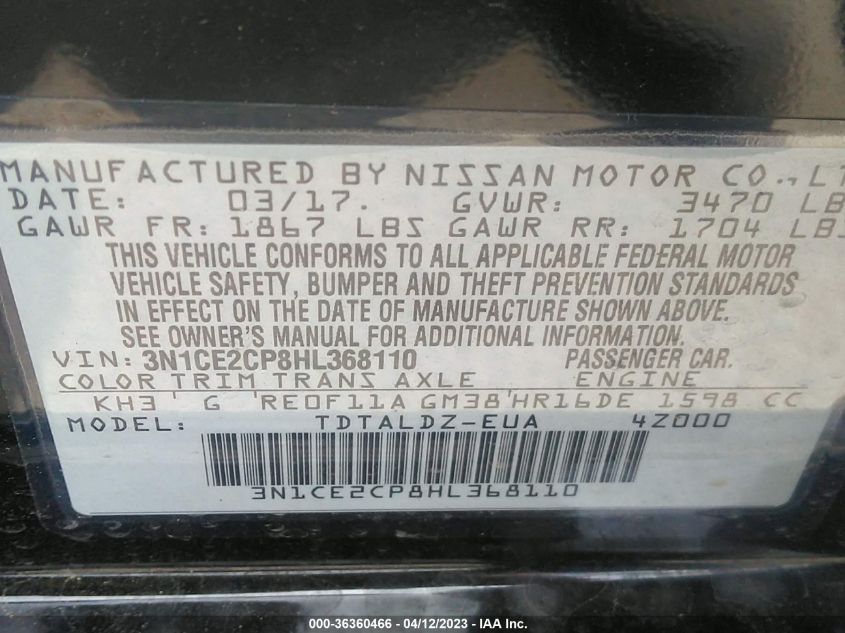 MANUFACTURED BY NISSAN MOTOR CO., LT
DATE: 03/17. GVWR: 3470 LB
GAWR FR: 1867 LBS GAWR RR: 1704 LBS
THIS VEHICLE CONFORMS TO ALL APPLICABLE FEDERAL MOTOR
VEHICLE SAFETY, BUMPER AND THEFT PREVENTION STANDARDS
IN EFFECT ON THE DATE OF MANUFACTURE SHOWN ABOVE.
SEE OWNER'S MANUAL FOR ADDITIONAL INFORMATION.
VIN: 3N1CE2CP8HL368110 PASSENGER CAR.
COLOR TRIM TRANS AXLE ENGINE
KH3 ' G 'RE0F11A GM38'HR16DE 1598 CC
MODEL: TDTALDZ-EUA 4Z000
3N1CE2CP8HL368110
000-36360466 - 04/12/2023 - IAA Inc.